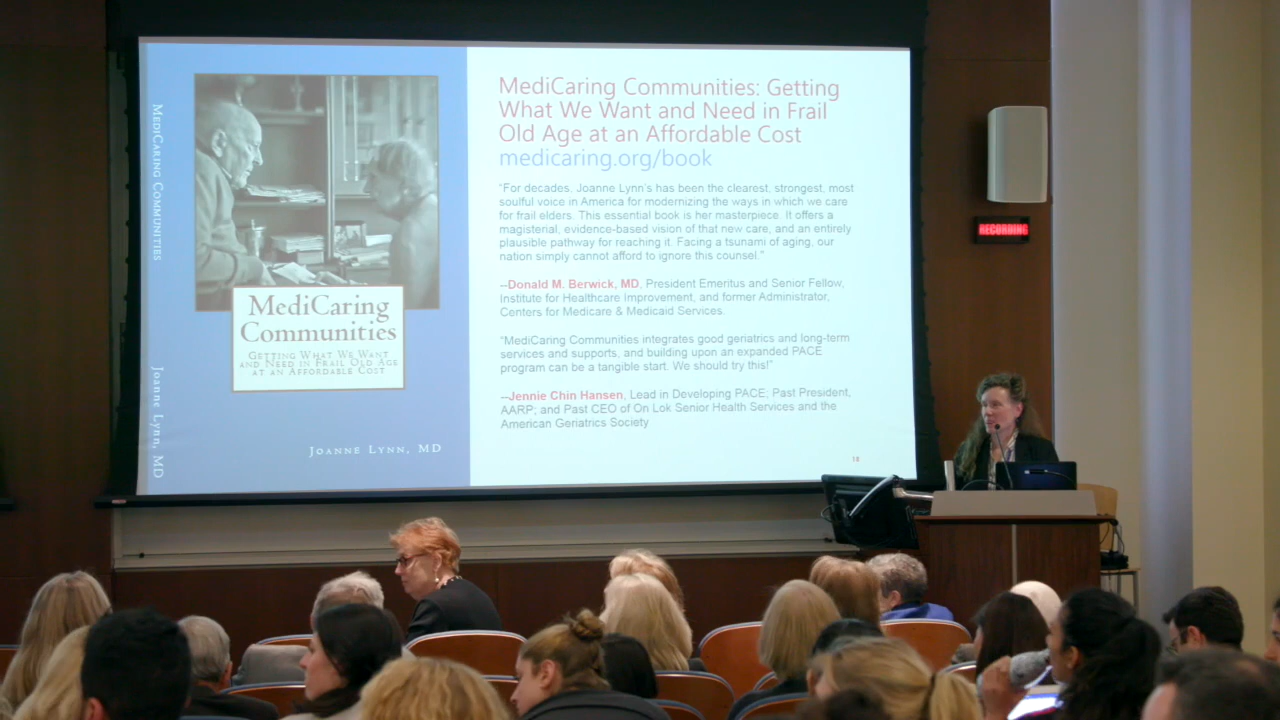 MediCaring Communities
Joanne Lynn, MD
MediCaring
Communities
Getting What We Want
and Need in Frail Old Age
at an Affordable Cost
Joanne Lynn, MD
MediCaring Communities: Getting
What We Want and Need in Frail
Old Age at an Affordable Cost
medicaring.org/book
"For decades, Joanne Lynn's has been the clearest, strongest, most
soulful voice in America for modernizing the ways in which we care
for frail elders. This essential book is her masterpiece. It offers a
magisterial, evidence-based vision of that new care, and an entirely
plausible pathway for reaching it. Facing a tsunami of aging, our
nation simply cannot afford to ignore this counsel."
--Donald M. Berwick, MD, President Emeritus and Senior Fellow,
Institute for Healthcare Improvement, and former Administrator,
Centers for Medicare & Medicaid Services.
"MediCaring Communities integrates good geriatrics and long-term
services and supports, and building upon an expanded PACE
program can be a tangible start. We should try this!"
--Jennie Chin Hansen, Lead in Developing PACE; Past President,
AARP; and Past CEO of On Lok Senior Health Services and the
American Geriatrics Society
18
RECORDING